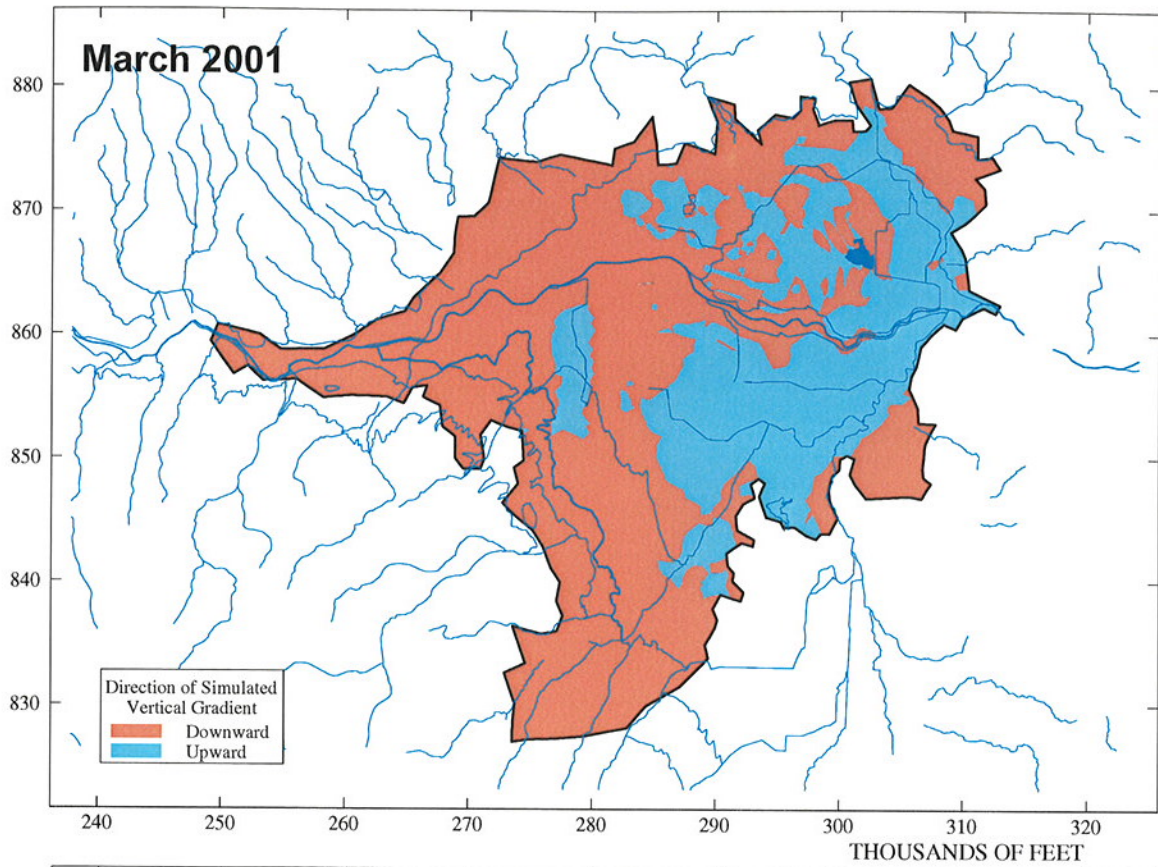 March 2001
880
870
860
850
840
830
Direction of Simulated
Vertical Gradient
Downward
Upward
240
250
260
270
280
290
300
310
320
THOUSANDS OF FEET